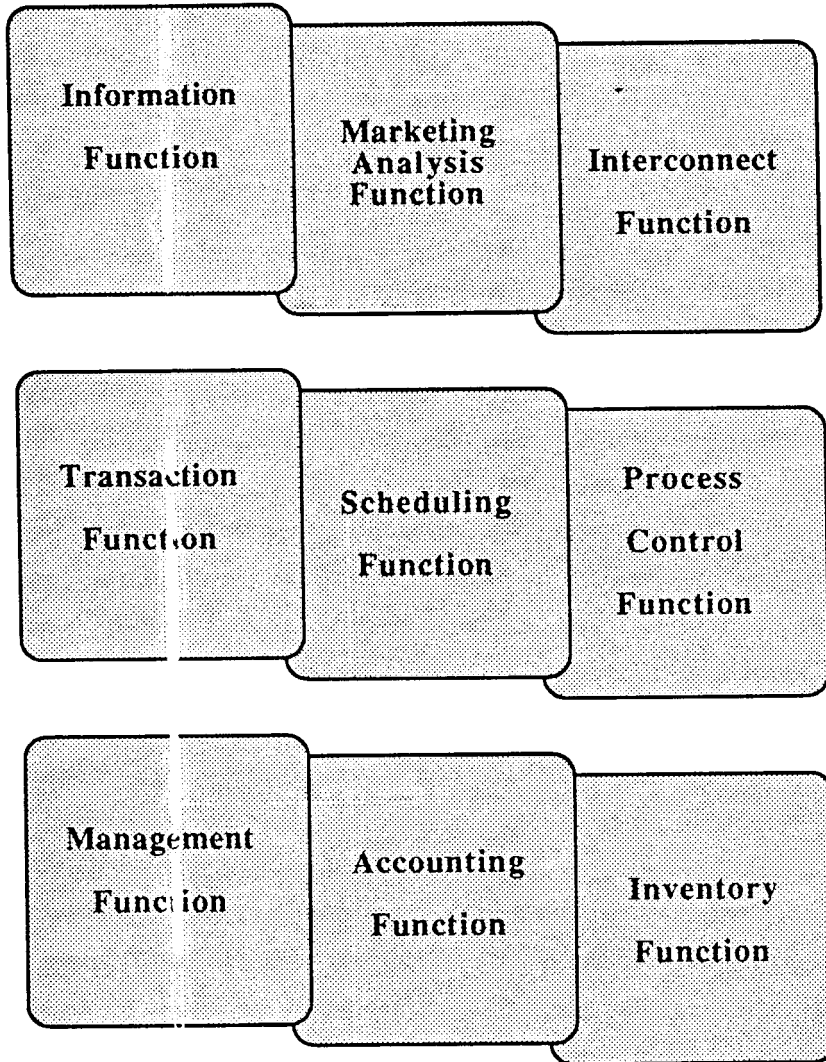 Information
Function
Marketing
Analysis
Function
Interconnect
Function
Transaction
Function
Scheduling
Function
Process
Control
Function
Management
Function
Accounting
Function
Inventory
Function